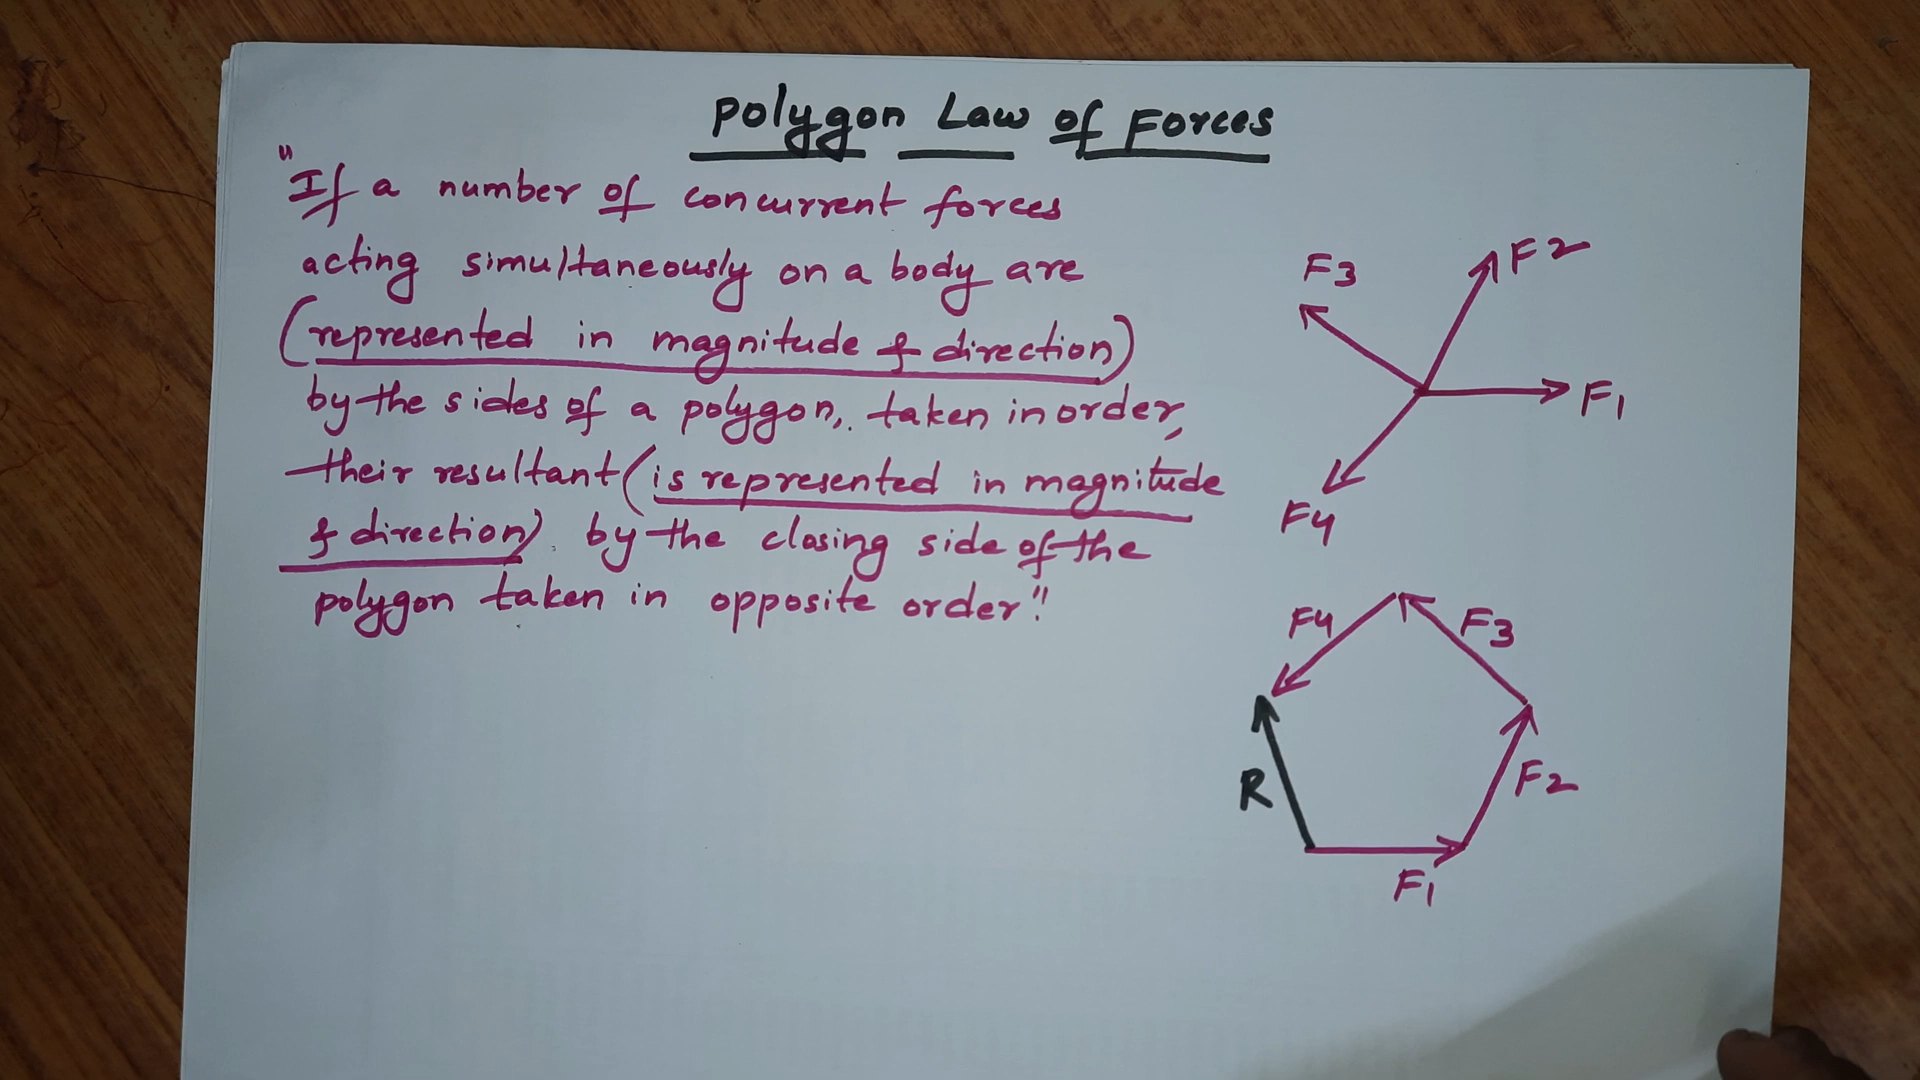 Polygon Law of Forces
"If a number of concurrent forces
acting simultaneously on a body are
(represented in magnitude & direction)
by the sides of a polygon, taken in order,
their resultant (is represented in magnitude
& direction) by the closing side of the
polygon taken in opposite order".
F3
F2
F1
F4
F4
F3
R
F2
F1